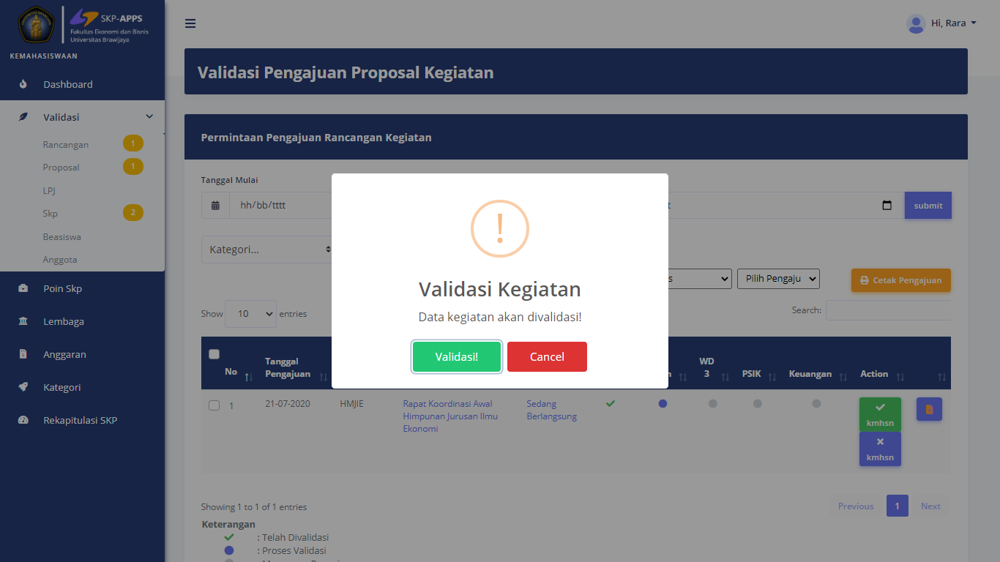 SKP-APPS
Fakultas Ekonomi dan Bisnis
Universitas Brawijaya
KEMAHASISWAAN
Dashboard
Validasi
Rancangan 1
Proposal 1
LPJ
Skp 2
Beasiswa
Anggota
Poin Skp
Lembaga
Anggaran
Kategori
Rekapitulasi SKP
Hi, Rara
Validasi Pengajuan Proposal Kegiatan
Permintaan Pengajuan Rancangan Kegiatan
Tanggal Mulai
hh/bb/tttt
submit
Kategori...
Pilih Pengaju
Cetak Pengajuan
Show 10 entries
Search:
!
Validasi Kegiatan
Data kegiatan akan divalidasi!
Validasi! Cancel
No
Tanggal
Pengajuan
WD
3
PSIK
Keuangan
Action
1
21-07-2020
HMJIE
Rapat Koordinasi Awal
Himpunan Jurusan Ilmu
Ekonomi
Sedang
Berlangsung
kmhsn
kmhsn
Showing 1 to 1 of 1 entries
Previous 1 Next
Keterangan
: Telah Divalidasi
: Proses Validasi